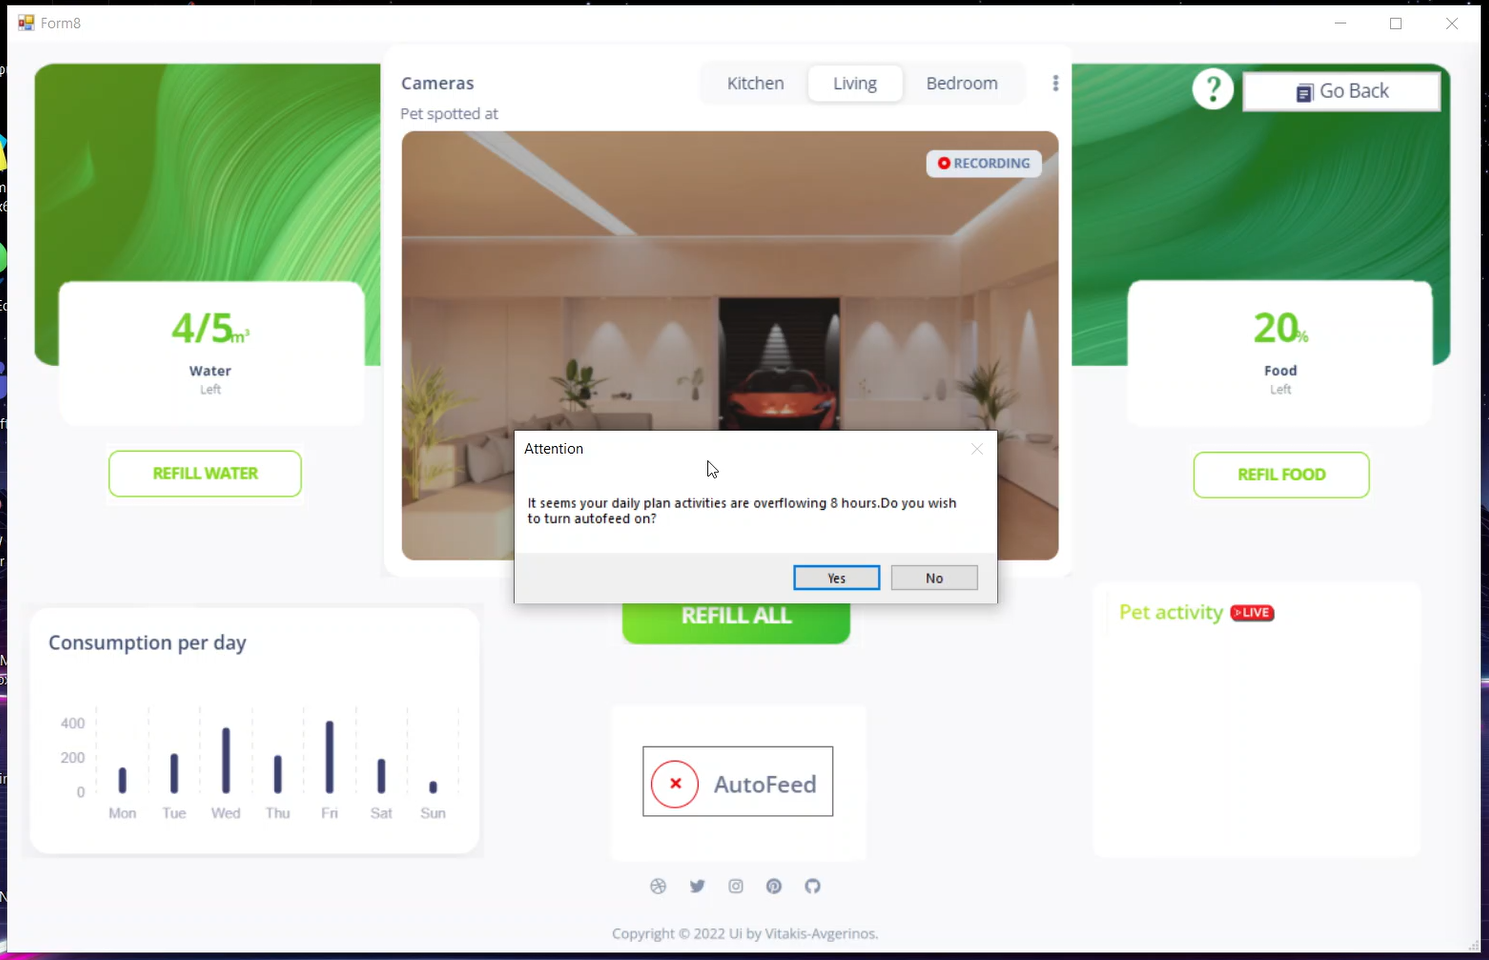 Form8
Cameras
Kitchen
Living
Bedroom
Pet spotted at
RECORDING
?
Go Back
4/5m³
Water
Left
REFILL WATER
20%
Food
Left
REFIL FOOD
Attention
It seems your daily plan activities are overflowing 8 hours.Do you wish
to turn autofeed on?
Yes
No
REFILL ALL
Consumption per day
400
200
0
Mon Tue Wed Thu Fri Sat Sun
AutoFeed
Pet activity
LIVE
Copyright © 2022 Ui by Vitakis-Avgerinos.